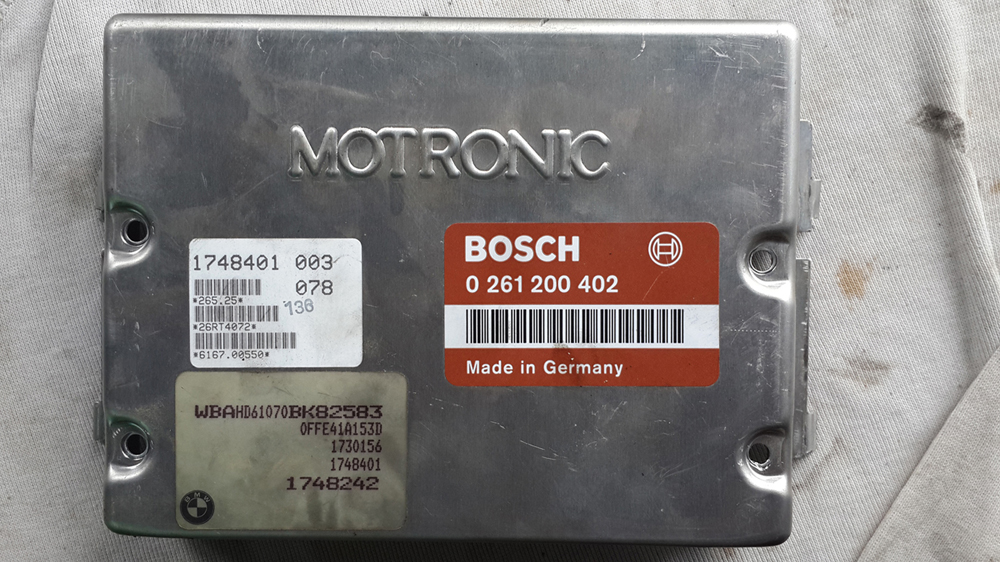 MOTRONIC
1748401 003
078
*265.25*
136
*26RT4072*
*6167.00550*
BOSCH
0 261 200 402
Made in Germany
WBAHD61070BK82583
0FFE41A153D
1730156
1748401
1748242
BMW